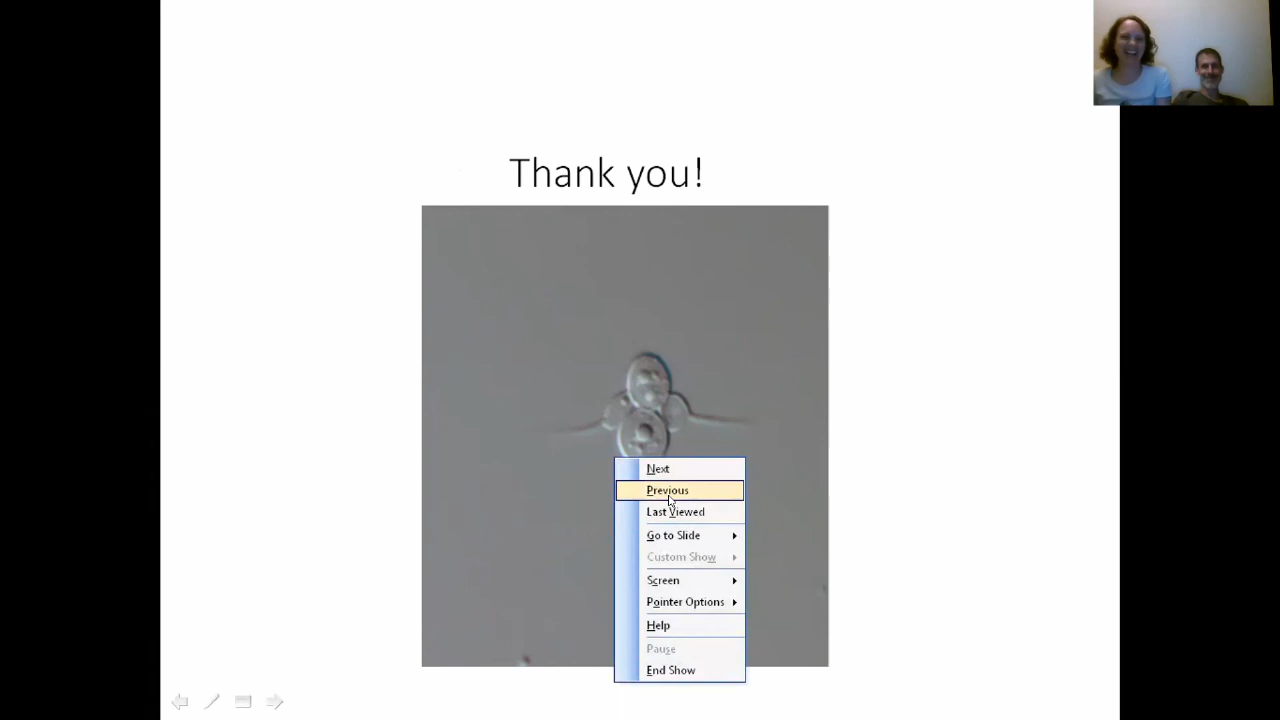 Thank you!
Next
Previous
Last Viewed
Go to Slide
Custom Show
Screen
Pointer Options
Help
Pause
End Show